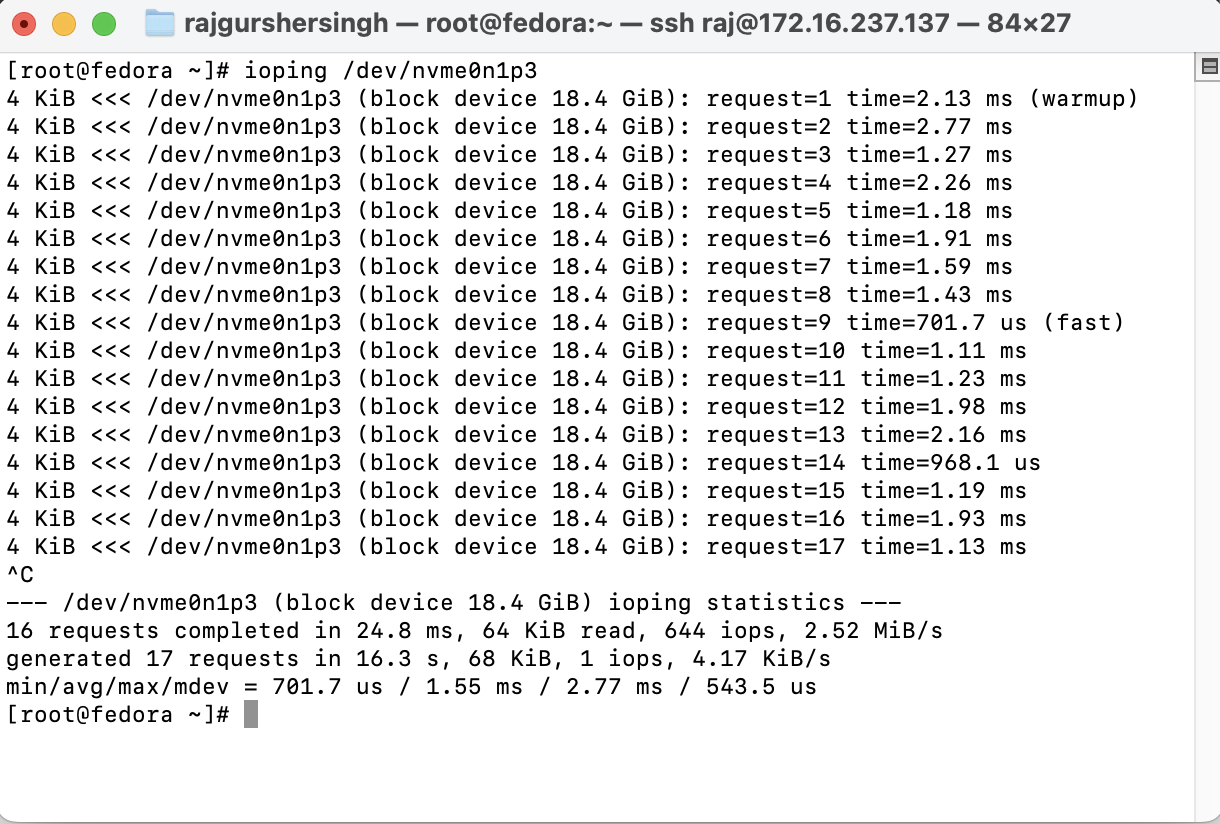 rajgurshersingh — root@fedora:~ — ssh raj@172.16.237.137 — 84×27
[root@fedora ~]# ioping /dev/nvme0n1p3
4 KiB <<< /dev/nvme0n1p3 (block device 18.4 GiB): request=1 time=2.13 ms (warmup)
4 KiB <<< /dev/nvme0n1p3 (block device 18.4 GiB): request=2 time=2.77 ms
4 KiB <<< /dev/nvme0n1p3 (block device 18.4 GiB): request=3 time=1.27 ms
4 KiB <<< /dev/nvme0n1p3 (block device 18.4 GiB): request=4 time=2.26 ms
4 KiB <<< /dev/nvme0n1p3 (block device 18.4 GiB): request=5 time=1.18 ms
4 KiB <<< /dev/nvme0n1p3 (block device 18.4 GiB): request=6 time=1.91 ms
4 KiB <<< /dev/nvme0n1p3 (block device 18.4 GiB): request=7 time=1.59 ms
4 KiB <<< /dev/nvme0n1p3 (block device 18.4 GiB): request=8 time=1.43 ms
4 KiB <<< /dev/nvme0n1p3 (block device 18.4 GiB): request=9 time=701.7 us (fast)
4 KiB <<< /dev/nvme0n1p3 (block device 18.4 GiB): request=10 time=1.11 ms
4 KiB <<< /dev/nvme0n1p3 (block device 18.4 GiB): request=11 time=1.23 ms
4 KiB <<< /dev/nvme0n1p3 (block device 18.4 GiB): request=12 time=1.98 ms
4 KiB <<< /dev/nvme0n1p3 (block device 18.4 GiB): request=13 time=2.16 ms
4 KiB <<< /dev/nvme0n1p3 (block device 18.4 GiB): request=14 time=968.1 us
4 KiB <<< /dev/nvme0n1p3 (block device 18.4 GiB): request=15 time=1.19 ms
4 KiB <<< /dev/nvme0n1p3 (block device 18.4 GiB): request=16 time=1.93 ms
4 KiB <<< /dev/nvme0n1p3 (block device 18.4 GiB): request=17 time=1.13 ms
^C
--- /dev/nvme0n1p3 (block device 18.4 GiB) ioping statistics ---
16 requests completed in 24.8 ms, 64 KiB read, 644 iops, 2.52 MiB/s
generated 17 requests in 16.3 s, 68 KiB, 1 iops, 4.17 KiB/s
min/avg/max/mdev = 701.7 us / 1.55 ms / 2.77 ms / 543.5 us
[root@fedora ~]#